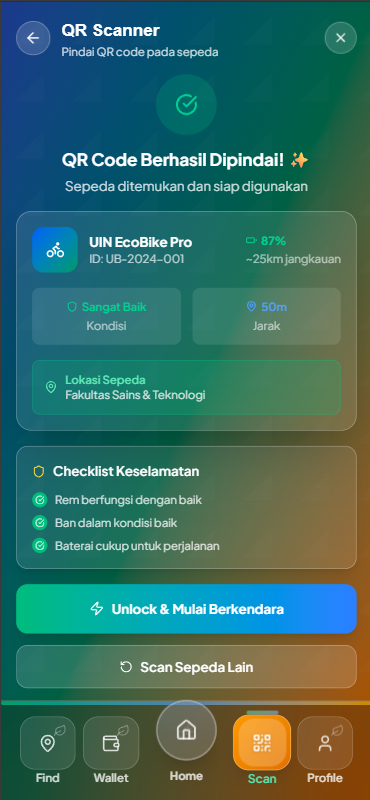 QR Scanner
Pindai QR code pada sepeda
QR Code Berhasil Dipindai! ✨
Sepeda ditemukan dan siap digunakan
UIN EcoBike Pro
ID: UB-2024-001
87%
~25km jangkauan
Sangat Baik
Kondisi
50m
Jarak
Lokasi Sepeda
Fakultas Sains & Teknologi
Checklist Keselamatan
Rem berfungsi dengan baik
Ban dalam kondisi baik
Baterai cukup untuk perjalanan
Unlock & Mulai Berkendara
Scan Sepeda Lain
Find
Wallet
Home
Scan
Profile